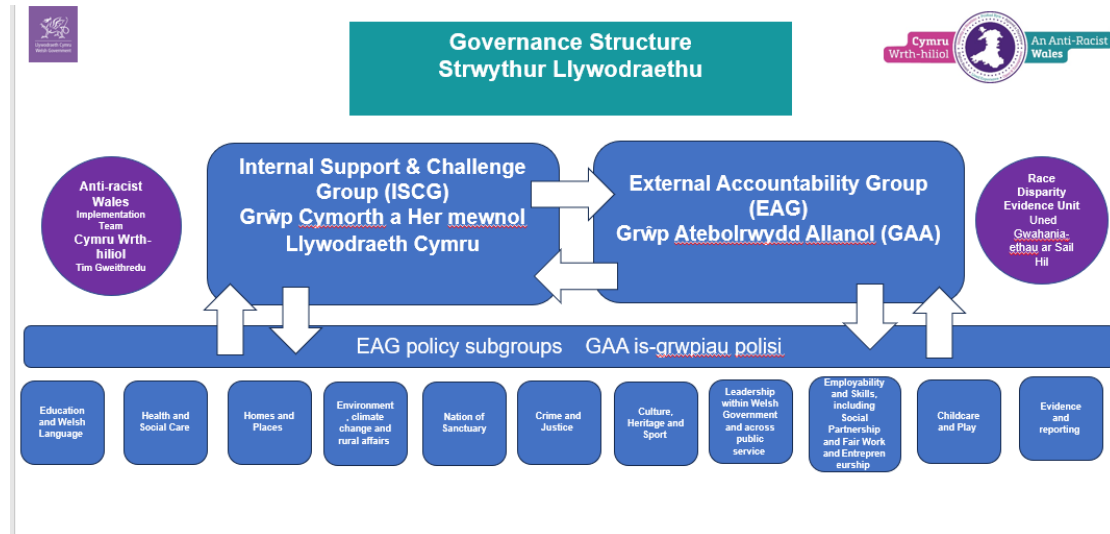 Llywodraeth Cymru
Welsh Government
Governance Structure
Strwythur Llywodraethu
Cymru
Wrth-hiliol
An Anti-Racist
Wales
Anti-racist
Wales
Implementation
Team
Cymru Wrth-
hiliol
Tim Gweithredu
Internal Support & Challenge
Group (ISCG)
Grŵp Cymorth a Her mewnol
Llywodraeth Cymru
External Accountability Group
(EAG)
Grŵp Atebolrwydd Allanol (GAA)
Race
Disparity
Evidence Unit
Uned
Gwahania-
ethau ar Sail
Hil
EAG policy subgroups GAA is-grwpiau polisi
Education
and Welsh
Language
Health and
Social Care
Homes and
Places
Environment
, climate
change and
rural affairs
Nation of
Sanctuary
Crime and
Justice
Culture,
Heritage and
Sport
Leadership
within Welsh
Government
and across
public
service
Employability
and Skills,
including
Social
Partnership
and Fair Work
and Entrepren
eurship
Childcare
and Play
Evidence
and
reporting